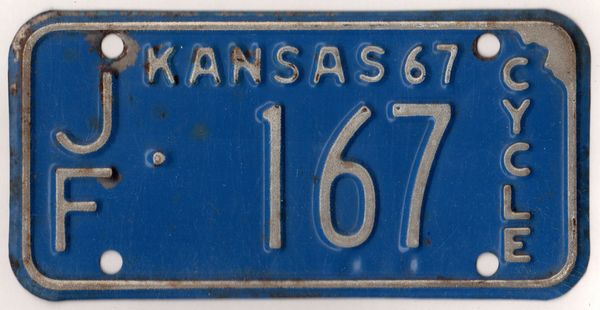 KANSAS 67
JF · 167
CYCLE